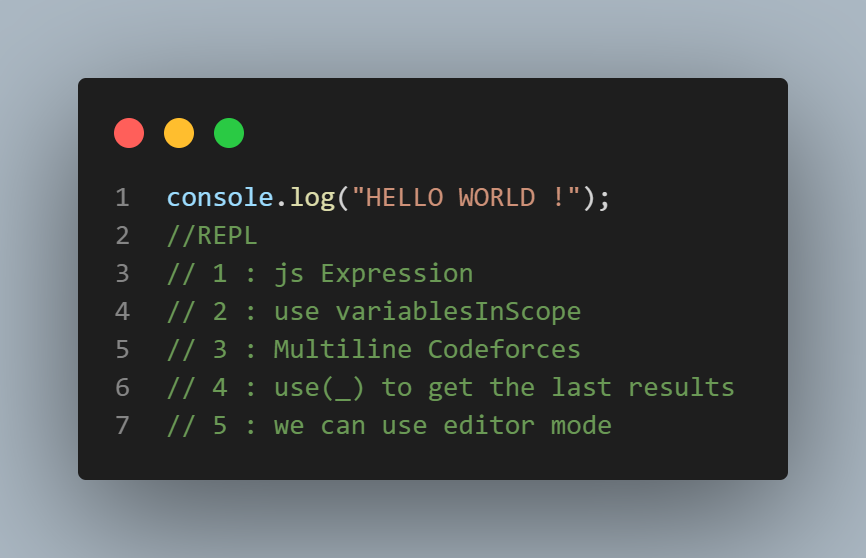 1 console.log("HELLO WORLD !");
2 //REPL
3 // 1 : js Expression
4 // 2 : use variablesInScope
5 // 3 : Multiline Codeforces
6 // 4 : use(_) to get the last results
7 // 5 : we can use editor mode